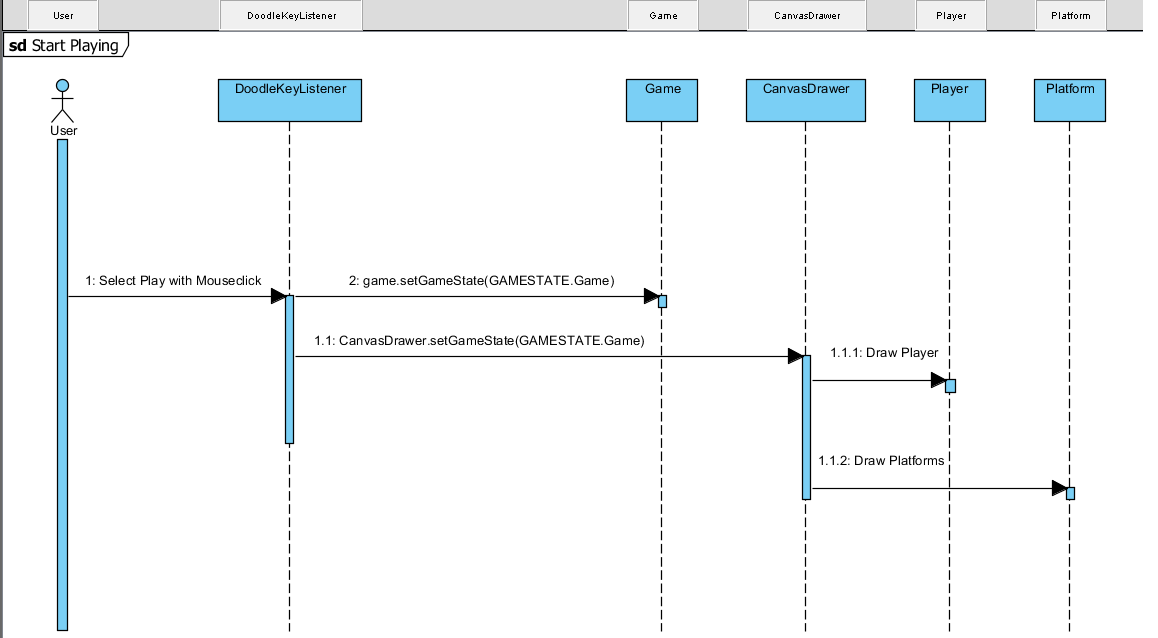 User DoodleKeyListener Game CanvasDrawer Player Platform
sd Start Playing
DoodleKeyListener Game CanvasDrawer Player Platform
User
1: Select Play with Mouseclick 2: game.setGameState(GAMESTATE.Game)
1.1: CanvasDrawer.setGameState(GAMESTATE.Game)
1.1.1: Draw Player
1.1.2: Draw Platforms